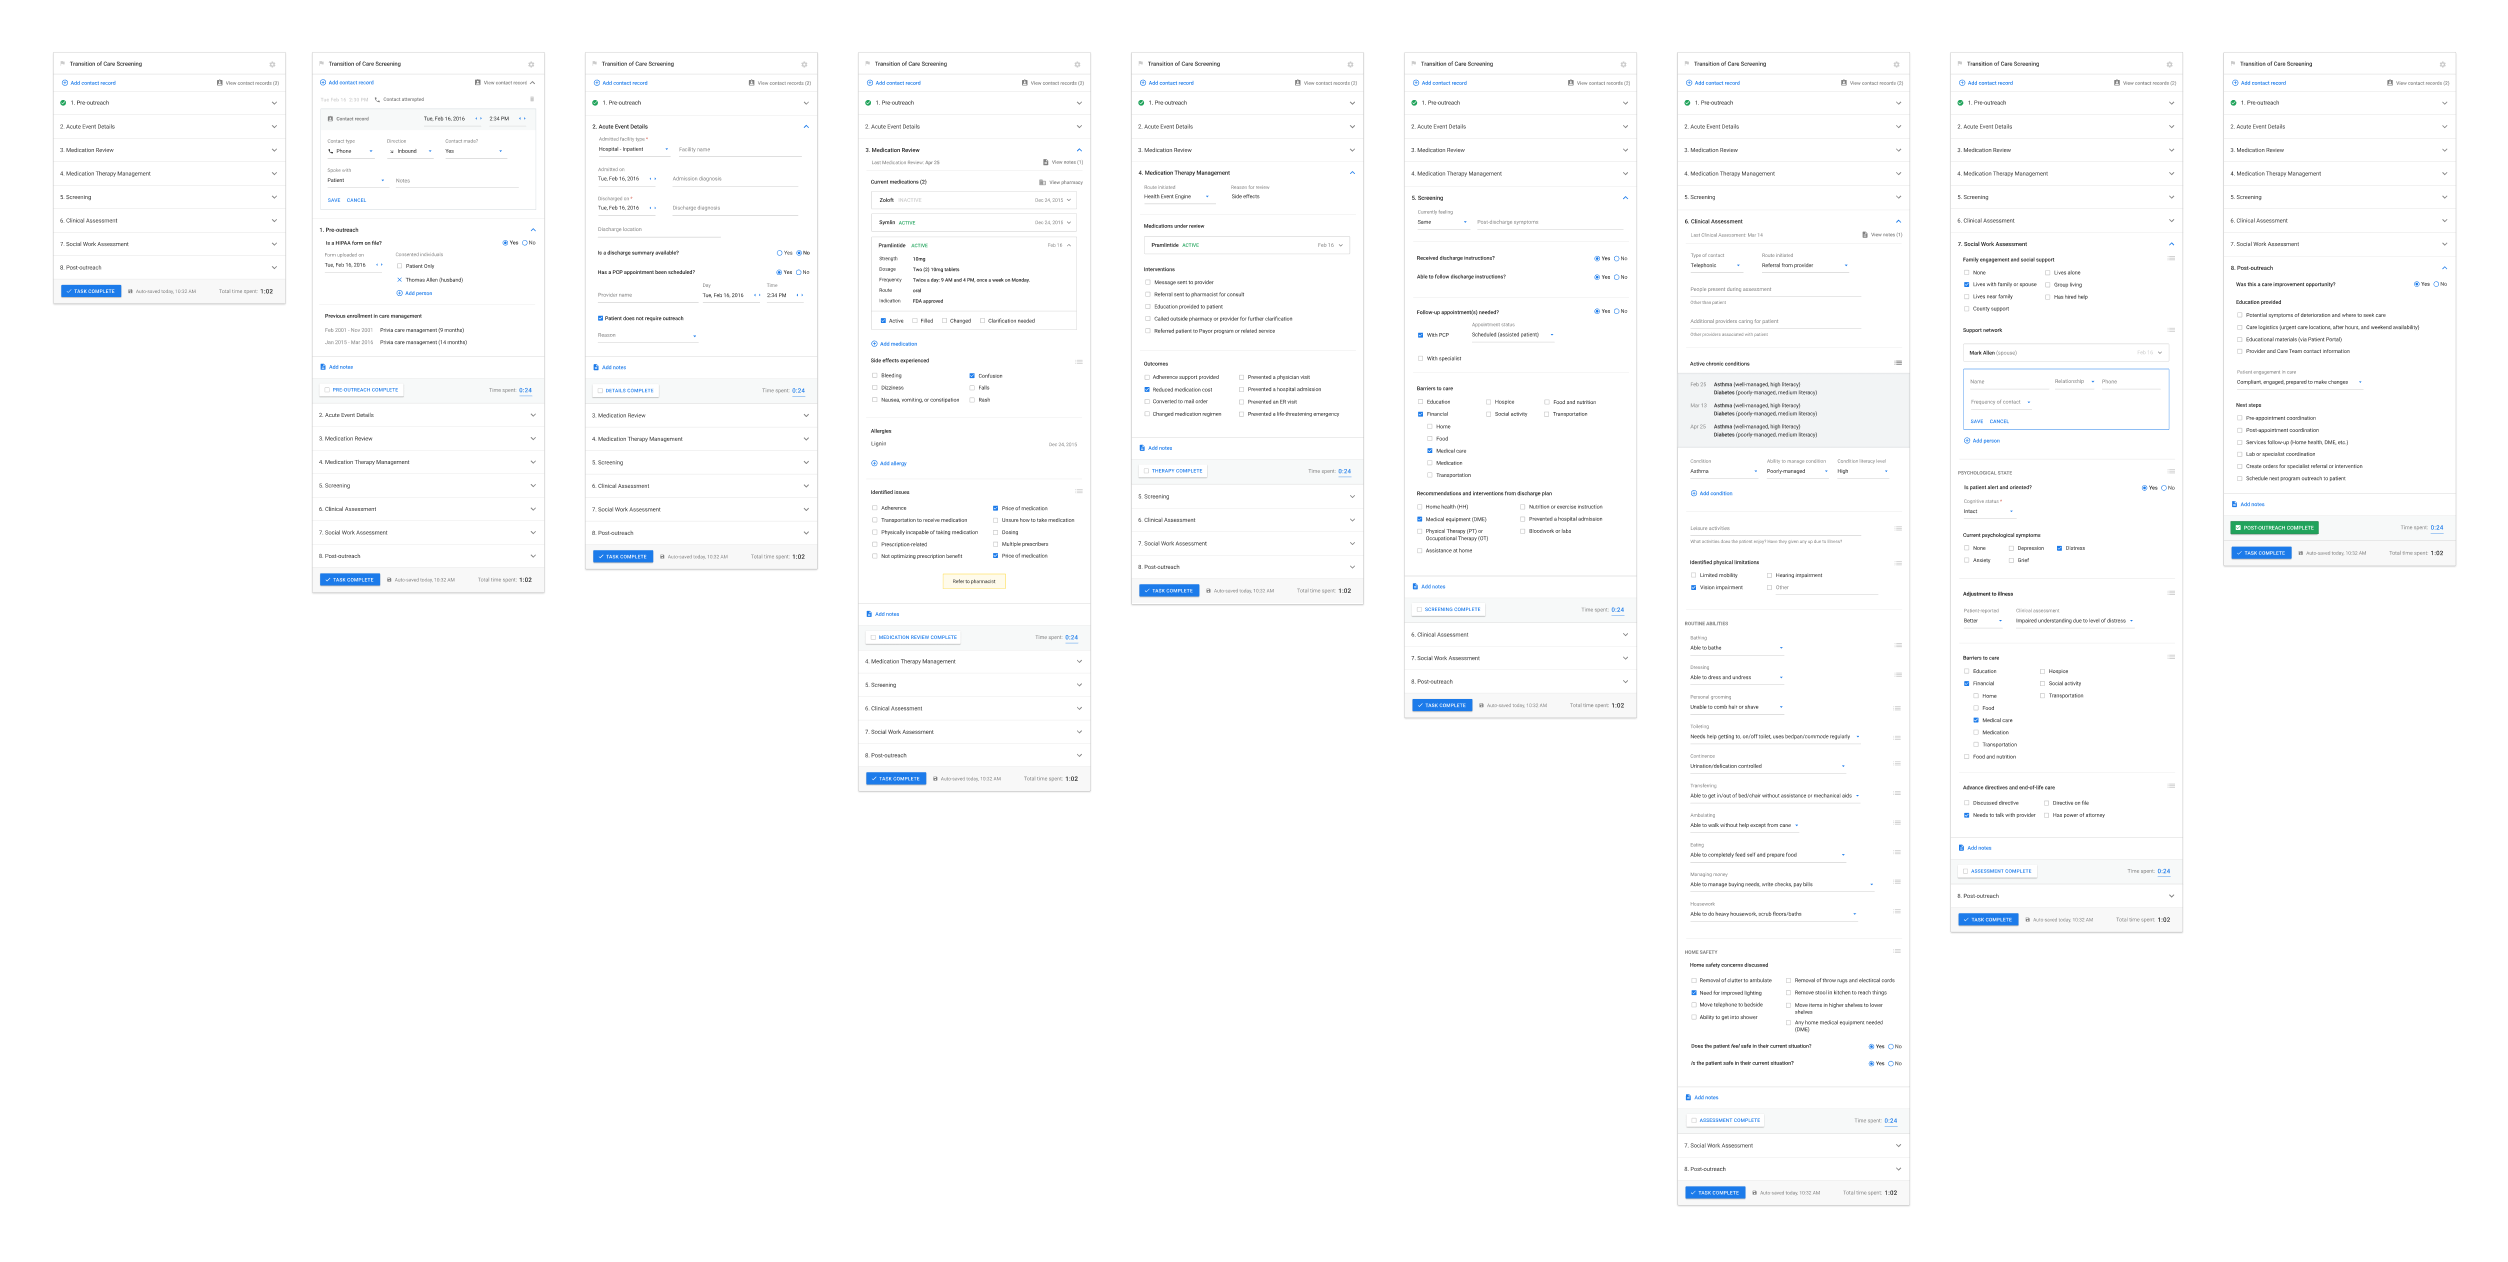 Transition of Care Screening
Add contact record View contact records (2)
1. Pre-outreach
2. Acute Event Details
3. Medication Review
4. Medication Therapy Management
5. Screening
6. Clinical Assessment
7. Social Work Assessment
8. Post-outreach
TASK COMPLETE Auto-saved today, 10:32 AM Total time spent: 1:02
Transition of Care Screening
Add contact record View contact record
Tue Feb 16 2:33 PM Contact attempted
Contact record Tue, Feb 16, 2016 2:34 PM
Contact type Direction Contact made?
Phone Inbound Yes
Spoke with
Patient Notes
SAVE CANCEL
1. Pre-outreach
Is a HIPAA form on file? Yes No
Form uploaded on Consented individuals
Tue, Feb 16, 2016 Patient Only
Thomas Allen (husband)
Add person
Previous enrollment in care management
Feb 2001 - Nov 2001 Privia care management (9 months)
Jan 2015 - Mar 2016 Privia care management (14 months)
Add notes
PRE-OUTREACH COMPLETE Time spent: 0:24
2. Acute Event Details
3. Medication Review
4. Medication Therapy Management
5. Screening
6. Clinical Assessment
7. Social Work Assessment
8. Post-outreach
TASK COMPLETE Auto-saved today, 10:32 AM Total time spent: 1:02
Transition of Care Screening
Add contact record View contact records (2)
1. Pre-outreach
2. Acute Event Details
Admitted facility type *
Hospital - Inpatient Facility name
Admitted on
Tue, Feb 16, 2016 Admission diagnosis
Discharged on *
Tue, Feb 16, 2016 Discharge diagnosis
Discharge location
Is a discharge summary available? Yes No
Has a PCP appointment been scheduled? Yes No
Day Time
Provider name Tue, Feb 16, 2016 2:34 PM
Patient does not require outreach
Reason
Add notes
DETAILS COMPLETE Time spent: 0:24
3. Medication Review
4. Medication Therapy Management
5. Screening
6. Clinical Assessment
7. Social Work Assessment
8. Post-outreach
TASK COMPLETE Auto-saved today, 10:32 AM Total time spent: 1:02
Transition of Care Screening
Add contact record View contact records (2)
1. Pre-outreach
2. Acute Event Details
3. Medication Review
Last Medication Review: Apr 25 View notes (1)
Current medications (2) View pharmacy
Zoloft INACTIVE Dec 24, 2015
Symlin ACTIVE Dec 24, 2015
Pramlintide ACTIVE Feb 16
Strength 10mg
Dosage Two (2) 10mg tablets
Frequency Twice a day: 9 AM and 4 PM, once a week on Monday.
Route oral
Indication FDA approved
Active Filled Changed Clarification needed
Add medication
Side effects experienced
Bleeding Confusion
Dizziness Falls
Nausea, vomiting, or constipation Rash
Allergies
Lignin Dec 24, 2015
Add allergy
Identified issues
Adherence Price of medication
Transportation to receive medication Unsure how to take medication
Physically incapable of taking medication Dosing
Prescription-related Multiple prescribers
Not optimizing prescription benefit Price of medication
Refer to pharmacist
Add notes
MEDICATION REVIEW COMPLETE Time spent: 0:24
4. Medication Therapy Management
5. Screening
6. Clinical Assessment
7. Social Work Assessment
8. Post-outreach
TASK COMPLETE Auto-saved today, 10:32 AM Total time spent: 1:02
Transition of Care Screening
Add contact record View contact records (2)
1. Pre-outreach
2. Acute Event Details
3. Medication Review
4. Medication Therapy Management
Route initiated Reason for review
Health Event Engine Side effects
Medications under review
Pramlintide ACTIVE Feb 16
Interventions
Message sent to provider
Referral sent to pharmacist for consult
Education provided to patient
Called outside pharmacy or provider for further clarification
Referred patient to Payor program or related service
Outcomes
Adherence support provided Prevented a physician visit
Reduced medication cost Prevented a hospital admission
Converted to mail order Prevented an ER visit
Changed medication regimen Prevented a life-threatening emergency
Add notes
THERAPY COMPLETE Time spent: 0:24
5. Screening
6. Clinical Assessment
7. Social Work Assessment
8. Post-outreach
TASK COMPLETE Auto-saved today, 10:32 AM Total time spent: 1:02
Transition of Care Screening
Add contact record View contact records (2)
1. Pre-outreach
2. Acute Event Details
3. Medication Review
4. Medication Therapy Management
5. Screening
Currently feeling
Same Post-discharge symptoms
Received discharge instructions? Yes No
Able to follow discharge instructions? Yes No
Follow-up appointment(s) needed? Yes No
Appointment status
With PCP Scheduled (assisted patient)
With specialist
Barriers to care
Education Hospice Food and nutrition
Financial Social activity Transportation
Home
Food
Medical care
Medication
Transportation
Recommendations and interventions from discharge plan
Home health (HH) Nutrition or exercise instruction
Medical equipment (DME) Prevented a hospital admission
Physical Therapy (PT) or Bloodwork or labs
Occupational Therapy (OT)
Assistance at home
Add notes
SCREENING COMPLETE Time spent: 0:24
6. Clinical Assessment
7. Social Work Assessment
8. Post-outreach
TASK COMPLETE Auto-saved today, 10:32 AM Total time spent: 1:02
Transition of Care Screening
Add contact record View contact records (2)
1. Pre-outreach
2. Acute Event Details
3. Medication Review
4. Medication Therapy Management
5. Screening
6. Clinical Assessment
Last Clinical Assessment: Mar 14 View notes (1)
Type of contact Route initiated
Telephonic Referral from provider
People present during assessment
Other than patient
Additional providers caring for patient
Other providers associated with patient
Active chronic conditions
Feb 25 Asthma (well-managed, high literacy)
Diabetes (poorly-managed, medium literacy)
Mar 13 Asthma (well-managed, high literacy)
Diabetes (poorly-managed, medium literacy)
Apr 25 Asthma (well-managed, high literacy)
Diabetes (poorly-managed, medium literacy)
Condition Ability to manage condition Condition literacy level
Asthma Poorly-managed High
Add condition
Leisure activities
What activities does the patient enjoy? Have they given any up due to illness?
Identified physical limitations
Limited mobility Hearing impairment
Vision impairment Other
ROUTINE ABILITIES
Bathing
Able to bathe
Dressing
Able to dress and undress
Personal grooming
Unable to comb hair or shave
Toileting
Needs help getting to, on/off toilet, uses bedpan/commode regularly
Continence
Urination/defication controlled
Transferring
Able to get in/out of bed/chair without assistance or mechanical aids
Ambulating
Able to walk without help except from cane
Eating
Able to completely feed self and prepare food
Managing money
Able to manage buying needs, write checks, pay bills
Housework
Able to do heavy housework, scrub floors/baths
HOME SAFETY
Home safety concerns discussed
Removal of clutter to ambulate Removal of throw rugs and electrical cords
Need for improved lighting Remove stool in kitchen to reach things
Move telephone to bedside Move items in higher shelves to lower
shelves
Ability to get into shower Any home medical equipment needed
(DME)
Does the patient feel safe in their current situation? Yes No
Is the patient safe in their current situation? Yes No
Add notes
ASSESSMENT COMPLETE Time spent: 0:24
7. Social Work Assessment
8. Post-outreach
TASK COMPLETE Auto-saved today, 10:32 AM Total time spent: 1:02
Transition of Care Screening
Add contact record View contact records (2)
1. Pre-outreach
2. Acute Event Details
3. Medication Review
4. Medication Therapy Management
5. Screening
6. Clinical Assessment
7. Social Work Assessment
Family engagement and social support
None Lives alone
Lives with family or spouse Group living
Lives near family Has hired help
County support
Support network
Mark Allen (spouse) Feb 16
Name Relationship Phone
Frequency of contact
SAVE CANCEL
Add person
PSYCHOLOGICAL STATE
Is patient alert and oriented? Yes No
Cognitive status *
Intact
Current psychological symptoms
None Depression Distress
Anxiety Grief
Adjustment to illness
Patient reported Clinical assessment
Better Impaired understanding due to level of distress
Barriers to care
Education Hospice
Financial Social activity
Home Transportation
Food
Medical care
Medication
Transportation
Food and nutrition
Advance directives and end-of-life care
Discussed directive Directive on file
Needs to talk with provider Has power of attorney
Add notes
ASSESSMENT COMPLETE Time spent: 0:24
8. Post-outreach
TASK COMPLETE Auto-saved today, 10:32 AM Total time spent: 1:02
Transition of Care Screening
Add contact record View contact records (2)
1. Pre-outreach
2. Acute Event Details
3. Medication Review
4. Medication Therapy Management
5. Screening
6. Clinical Assessment
7. Social Work Assessment
8. Post-outreach
Was this a care improvement opportunity? Yes No
Education provided
Potential symptoms of deterioration and where to seek care
Care logistics (urgent care locations, after hours, and weekend availability)
Educational materials (via Patient Portal)
Provider and Care Team contact information
Patient engagement in care
Compliant, engaged, prepared to make changes
Next steps
Pre-appointment coordination
Post-appointment coordination
Services follow-up (Home health, DME, etc.)
Lab or specialist coordination
Create orders for specialist referral or intervention
Schedule next program outreach to patient
Add notes
POST-OUTREACH COMPLETE Time spent: 0:24
TASK COMPLETE Auto-saved today, 10:32 AM Total time spent: 1:02